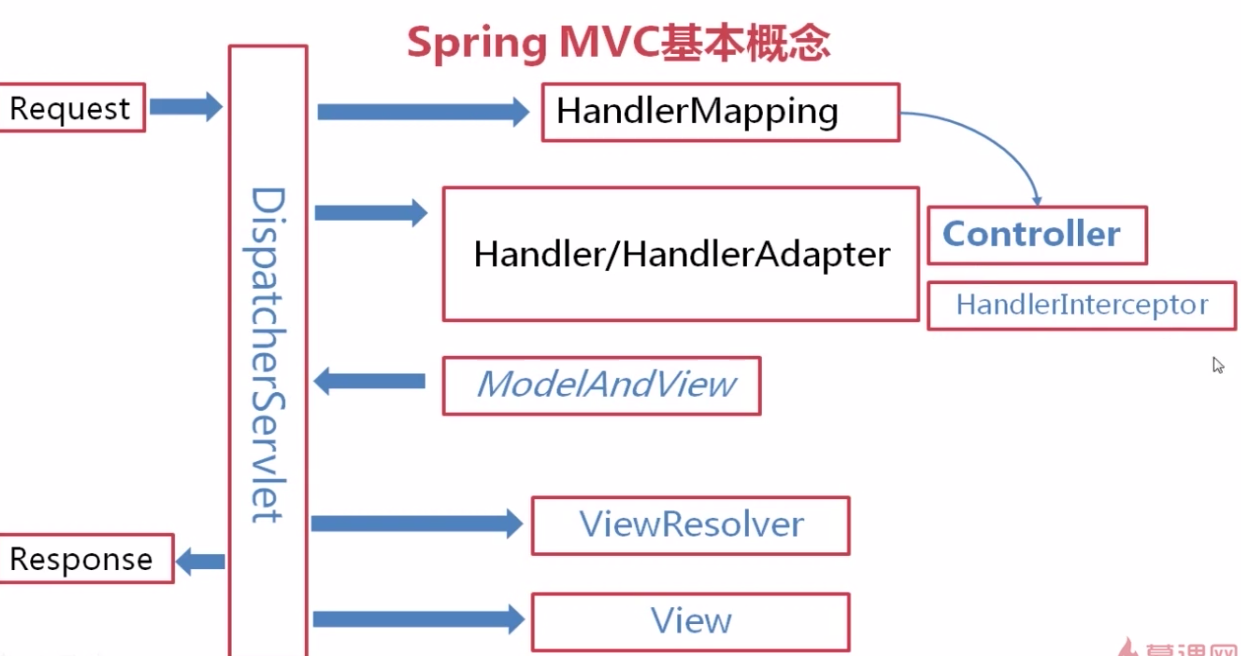 Spring MVC基本概念
Request
HandlerMapping
DispatcherServlet
Handler/HandlerAdapter
Controller
HandlerInterceptor
ModelAndView
ViewResolver
Response
View
慕课网